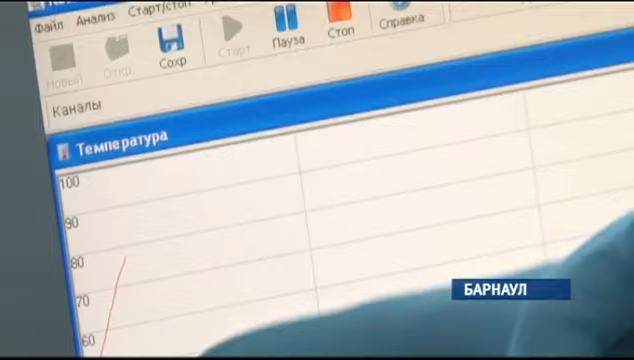 Файл Анализ Старт/стоп
Новый Откр. Сохр Старт Пауза Стоп Справка
Каналы
Температура
100
90
80
70
60
БАРНАУЛ